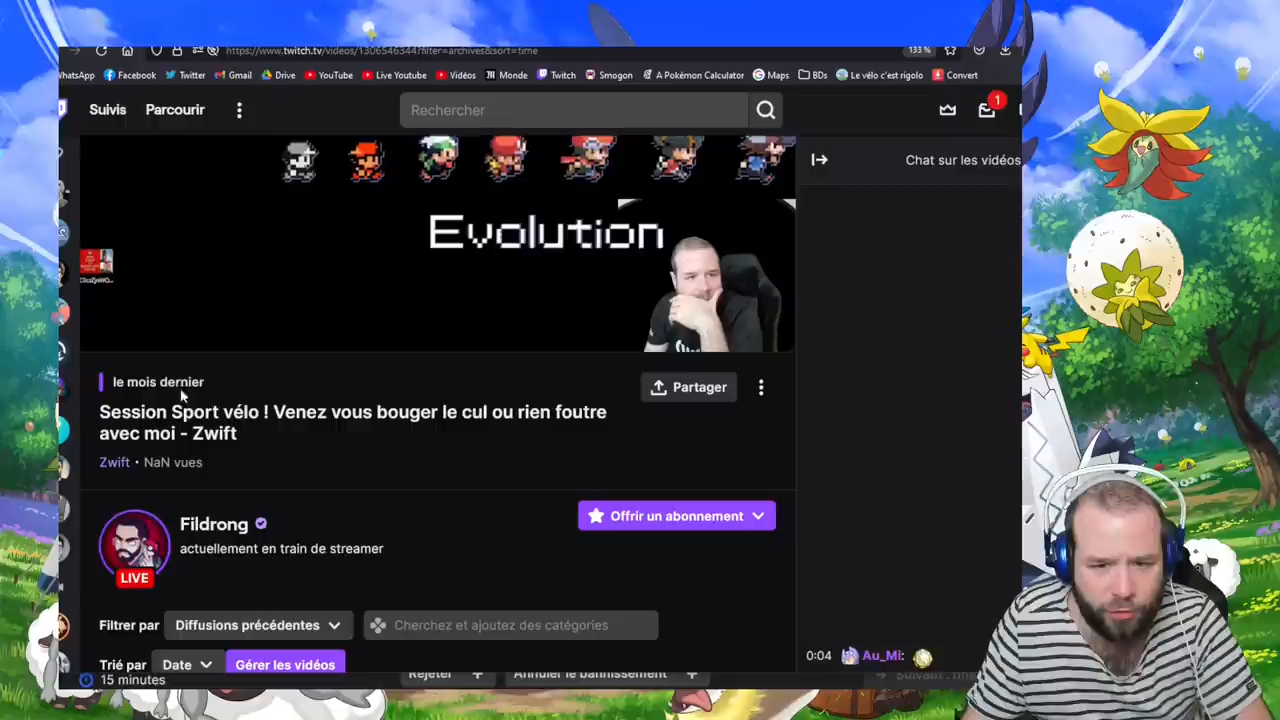 https://www.twitch.tv/videos/1306546344?filter=archives&sort=time
133 %
WhatsApp Facebook Twitter Gmail Drive YouTube Live Youtube Vidéos Monde Twitch Smogon A Pokémon Calculator Maps BDs Le vélo c'est rigolo Convert
Suivis Parcourir Rechercher 1
Chat sur les vidéos
Evolution
le mois dernier
Partager
Session Sport vélo ! Venez vous bouger le cul ou rien foutre
avec moi - Zwift
Zwift • NaN vues
Fildrong
Offrir un abonnement
actuellement en train de streamer
LIVE
Filtrer par Diffusions précédentes Cherchez et ajoutez des catégories
0:04 Au_Mi:
Trié par Date Gérer les vidéos
15 minutes
Rejeter + Annuler le bannissement +